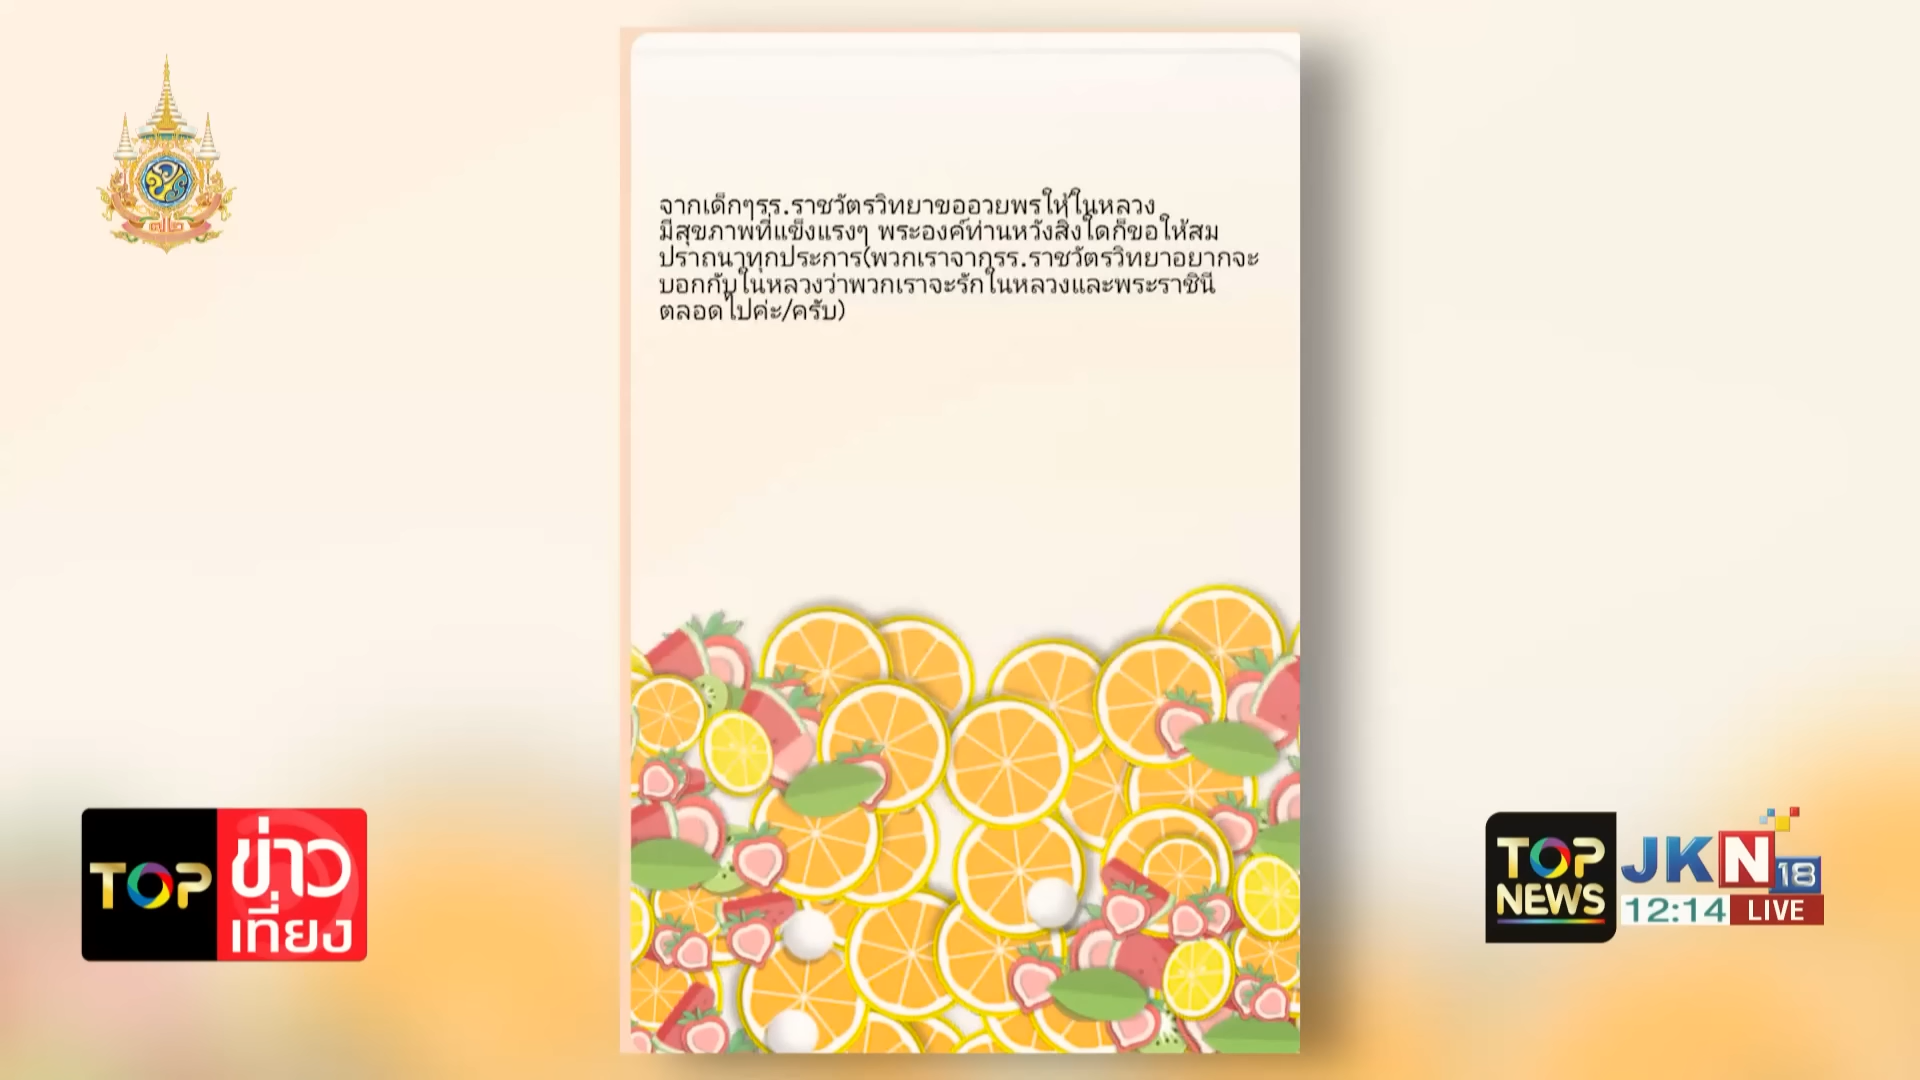 จากเด็กๆรร.ราชวัตรวิทยาขออวยพรให้ในหลวง
มีสุขภาพที่แข็งแรงๆ พระองค์ท่านหวังสิ่งใดก็ขอให้สม
ปราถนาทุกประการ(พวกเราจากรร.ราชวัตรวิทยาอยากจะ
บอกกับในหลวงว่าพวกเราจะรักในหลวงและพระราชินี
ตลอดไปค่ะ/ครับ)
TOP ข่าว
เที่ยง
TOP
NEWS
JKN 18
12:14 LIVE